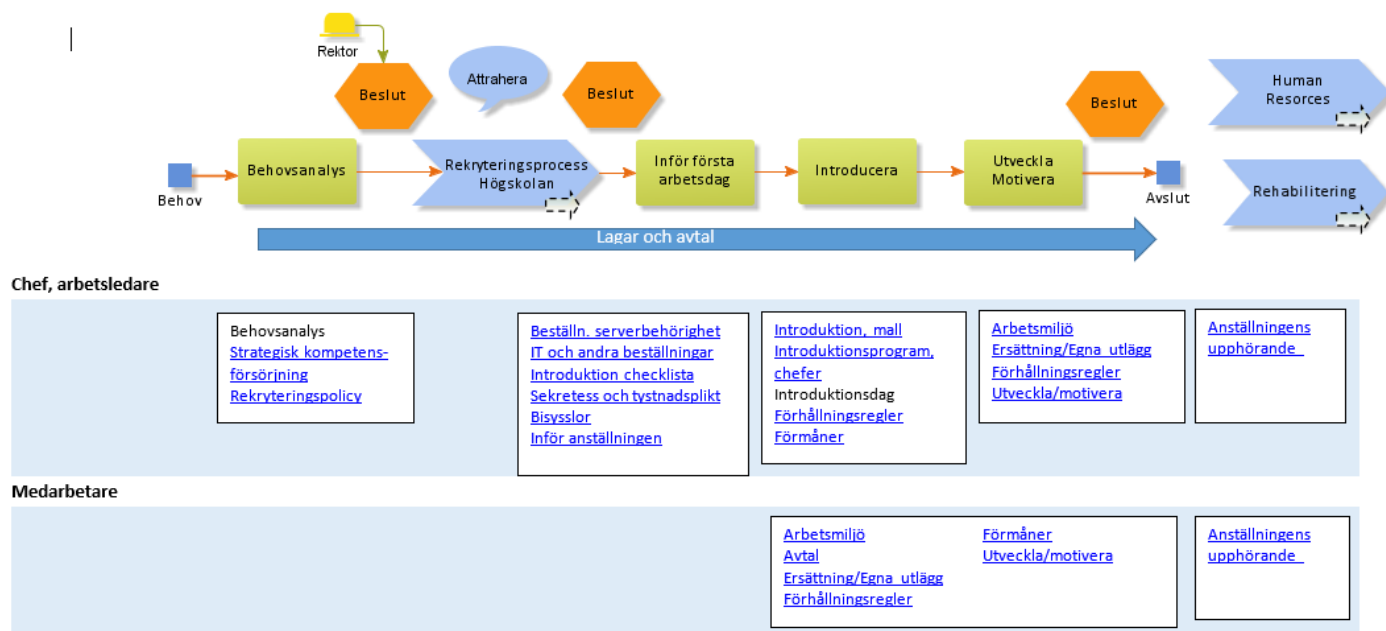 Rektor
Beslut
Attrahera
Beslut
Beslut
Human
Resorces
Behov
Behovsanalys
Rekryteringsprocess
Högskolan
Inför första
arbetsdag
Introducera
Utveckla
Motivera
Avslut
Rehabilitering
Lagar och avtal
Chef, arbetsledare
Behovsanalys
Strategisk kompetens-
försörjning
Rekryteringspolicy
Beställn. serverbehörighet
IT och andra beställningar
Introduktion checklista
Sekretess och tystnadsplikt
Bisysslor
Inför anställningen
Introduktion, mall
Introduktionsprogram,
chefer
Introduktionsdag
Förhållningsregler
Förmåner
Arbetsmiljö
Ersättning/Egna utlägg
Förhållningsregler
Utveckla/motivera
Anställningens
upphörande
Medarbetare
Arbetsmiljö
Avtal
Ersättning/Egna utlägg
Förhållningsregler
Förmåner
Utveckla/motivera
Anställningens
upphörande